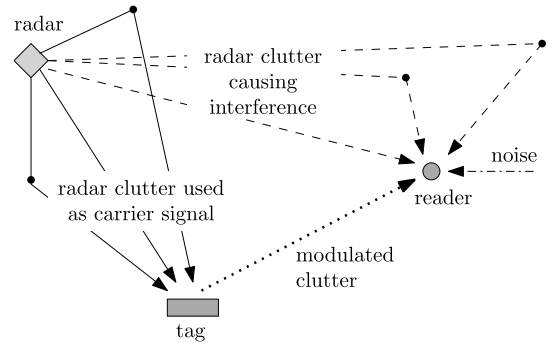 radar
radar clutter
causing
interference
noise
radar clutter used
as carrier signal
reader
modulated
clutter
tag